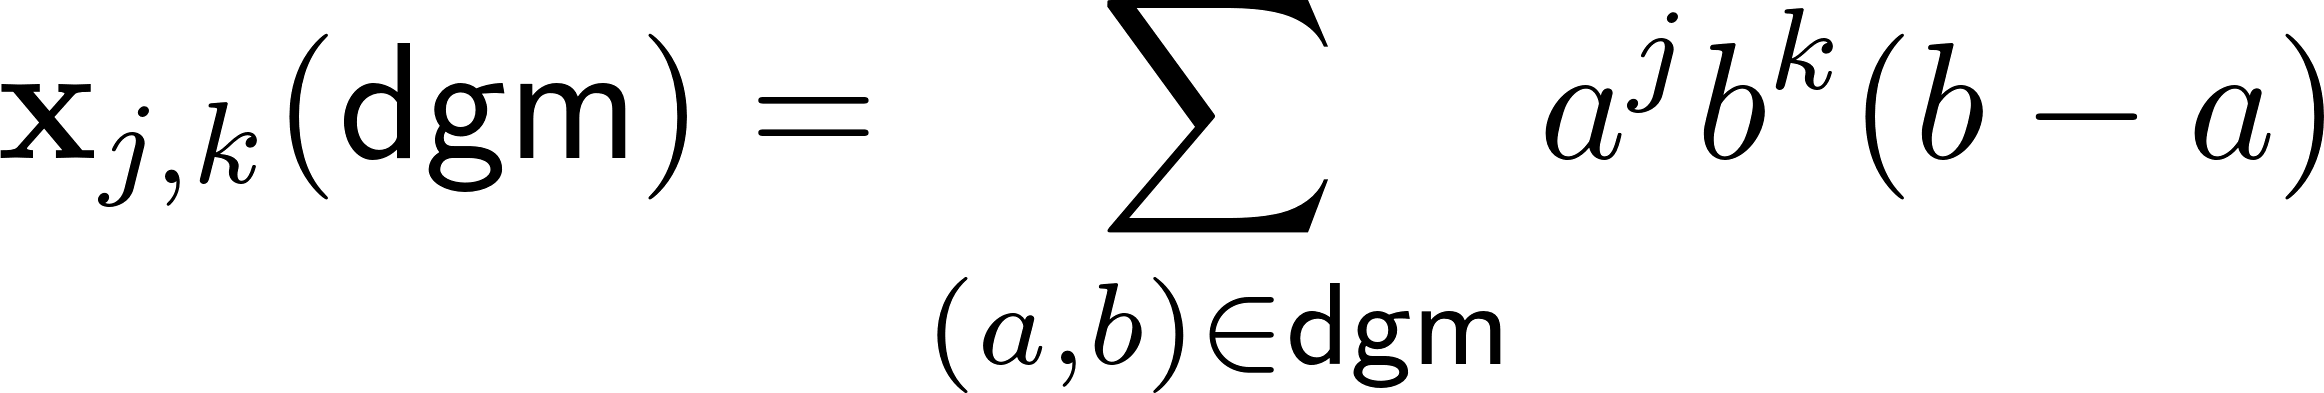 𝐱_{j,k}(dgm) = ∑_{(a,b)∈dgm} a^j b^k (b − a)